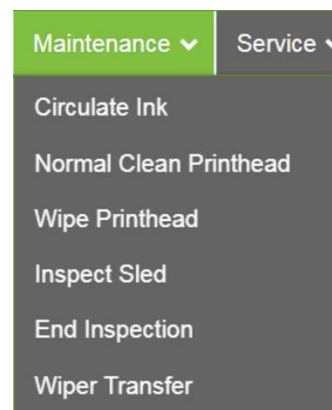 Maintenance Service
Circulate Ink
Normal Clean Printhead
Wipe Printhead
Inspect Sled
End Inspection
Wiper Transfer